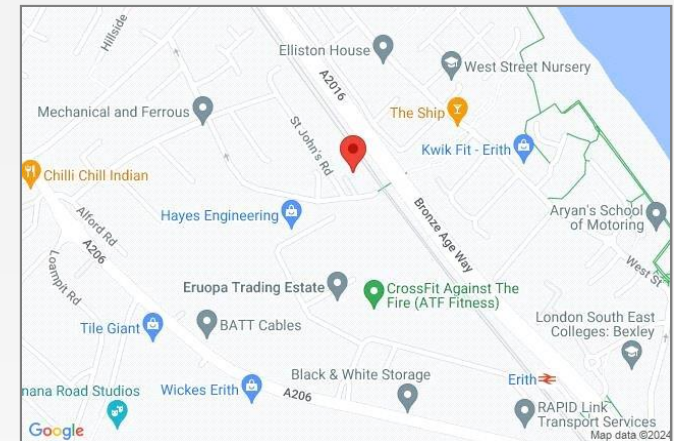 Hillside
Elliston House
A2016
West Street Nursery
Mechanical and Ferrous
The Ship
St John's Rd
Kwik Fit - Erith
Chilli Chill Indian
Alford Rd
Hayes Engineering
Bronze Age Way
Aryan's School
of Motoring
A206
Loampit Rd
West St
Eruopa Trading Estate
CrossFit Against The
Fire (ATF Fitness)
Tile Giant
BATT Cables
London South East
Colleges: Bexley
Black & White Storage
Erith
nana Road Studios
Wickes Erith
A206
RAPID Link
Transport Services
Google
Map data ©2024